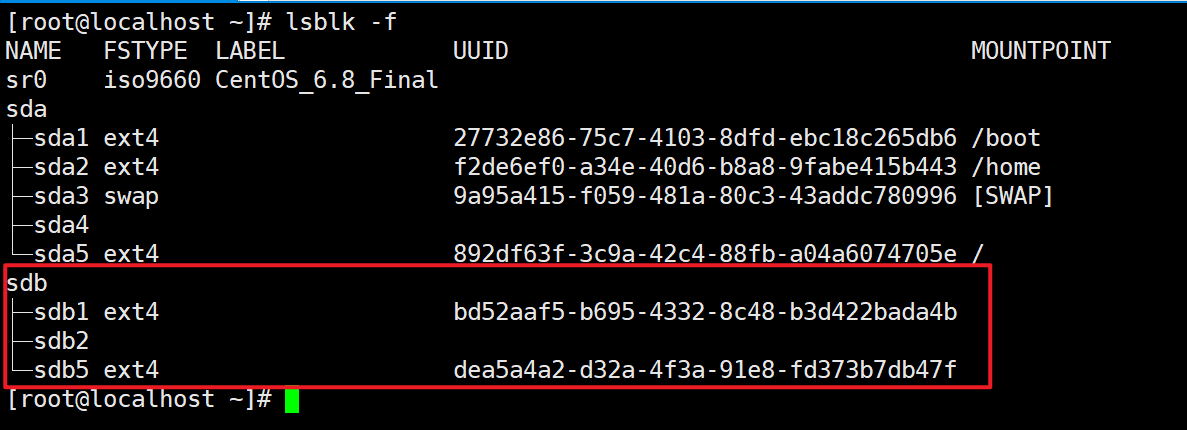 [root@localhost ~]# lsblk -f
NAME   FSTYPE  LABEL           UUID                                 MOUNTPOINT
sr0    iso9660 CentOS_6.8_Final
sda
├─sda1 ext4                    27732e86-75c7-4103-8dfd-ebc18c265db6 /boot
├─sda2 ext4                    f2de6ef0-a34e-40d6-b8a8-9fabe415b443 /home
├─sda3 swap                    9a95a415-f059-481a-80c3-43addc780996 [SWAP]
├─sda4
└─sda5 ext4                    892df63f-3c9a-42c4-88fb-a04a6074705e /
sdb
├─sdb1 ext4                    bd52aaf5-b695-4332-8c48-b3d422bada4b
├─sdb2
└─sdb5 ext4                    dea5a4a2-d32a-4f3a-91e8-fd373b7db47f
[root@localhost ~]#